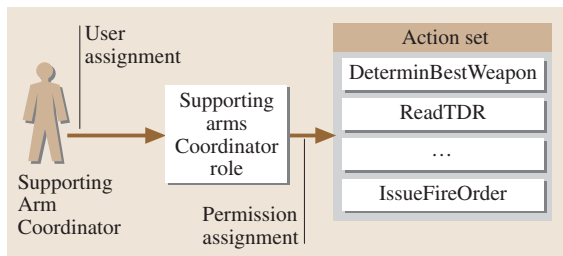 User
assignment
Supporting
Arm
Coordinator
Supporting
arms
Coordinator
role
Permission
assignment
Action set
DeterminBestWeapon
ReadTDR
...
IssueFireOrder